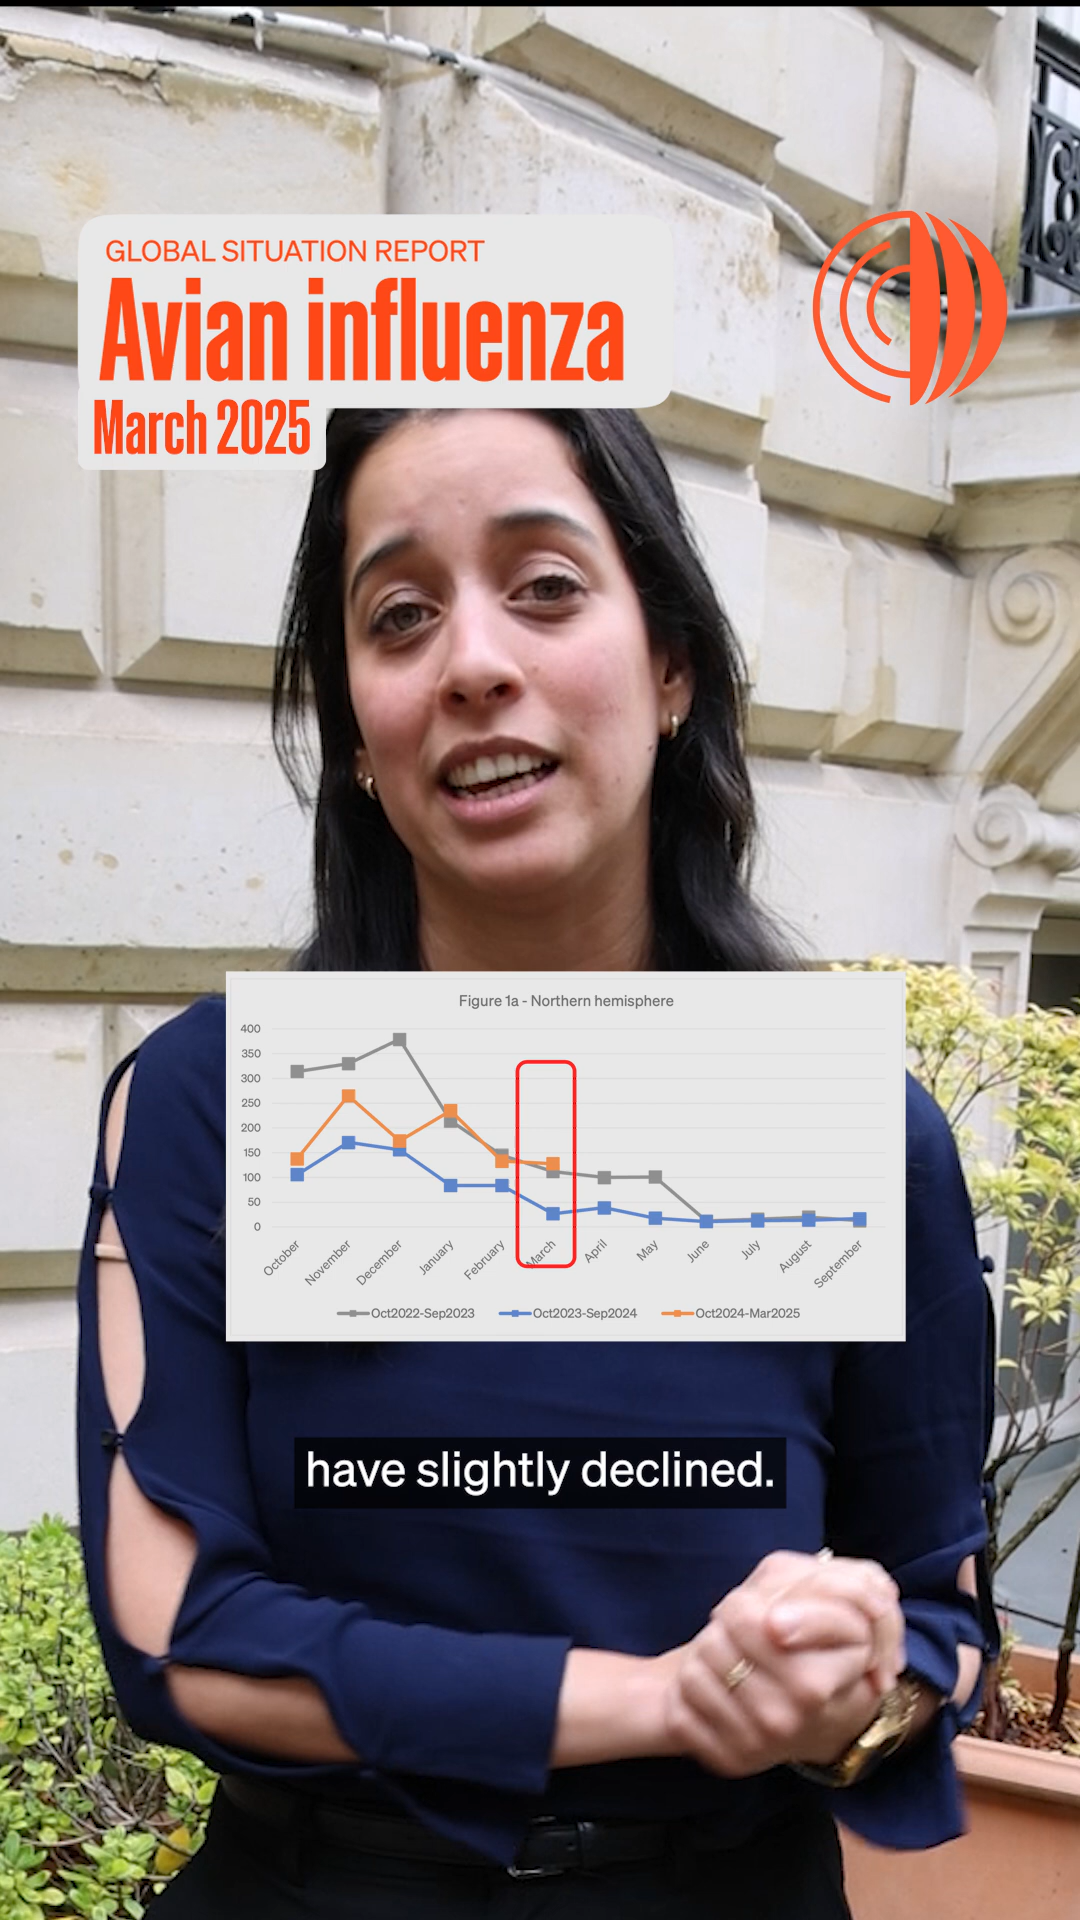 GLOBAL SITUATION REPORT
Avian influenza
March 2025
Figure 1a - Northern hemisphere
400
350
300
250
200
150
100
50
0
October
November
December
January
February
March
April
May
June
July
August
September
Oct2022-Sep2023
Oct2023-Sep2024
Oct2024-Mar2025
have slightly declined.